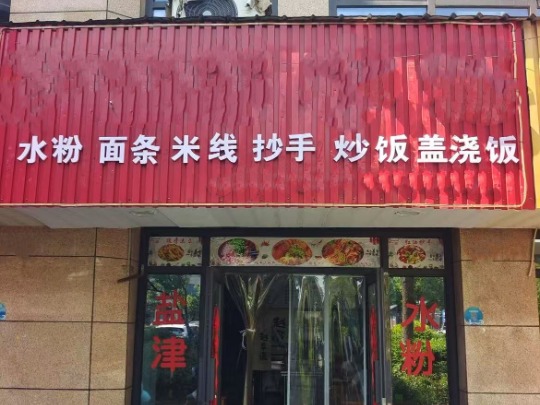 水粉 面条 米线 抄手 炒饭 盖浇饭
盐津
水粉